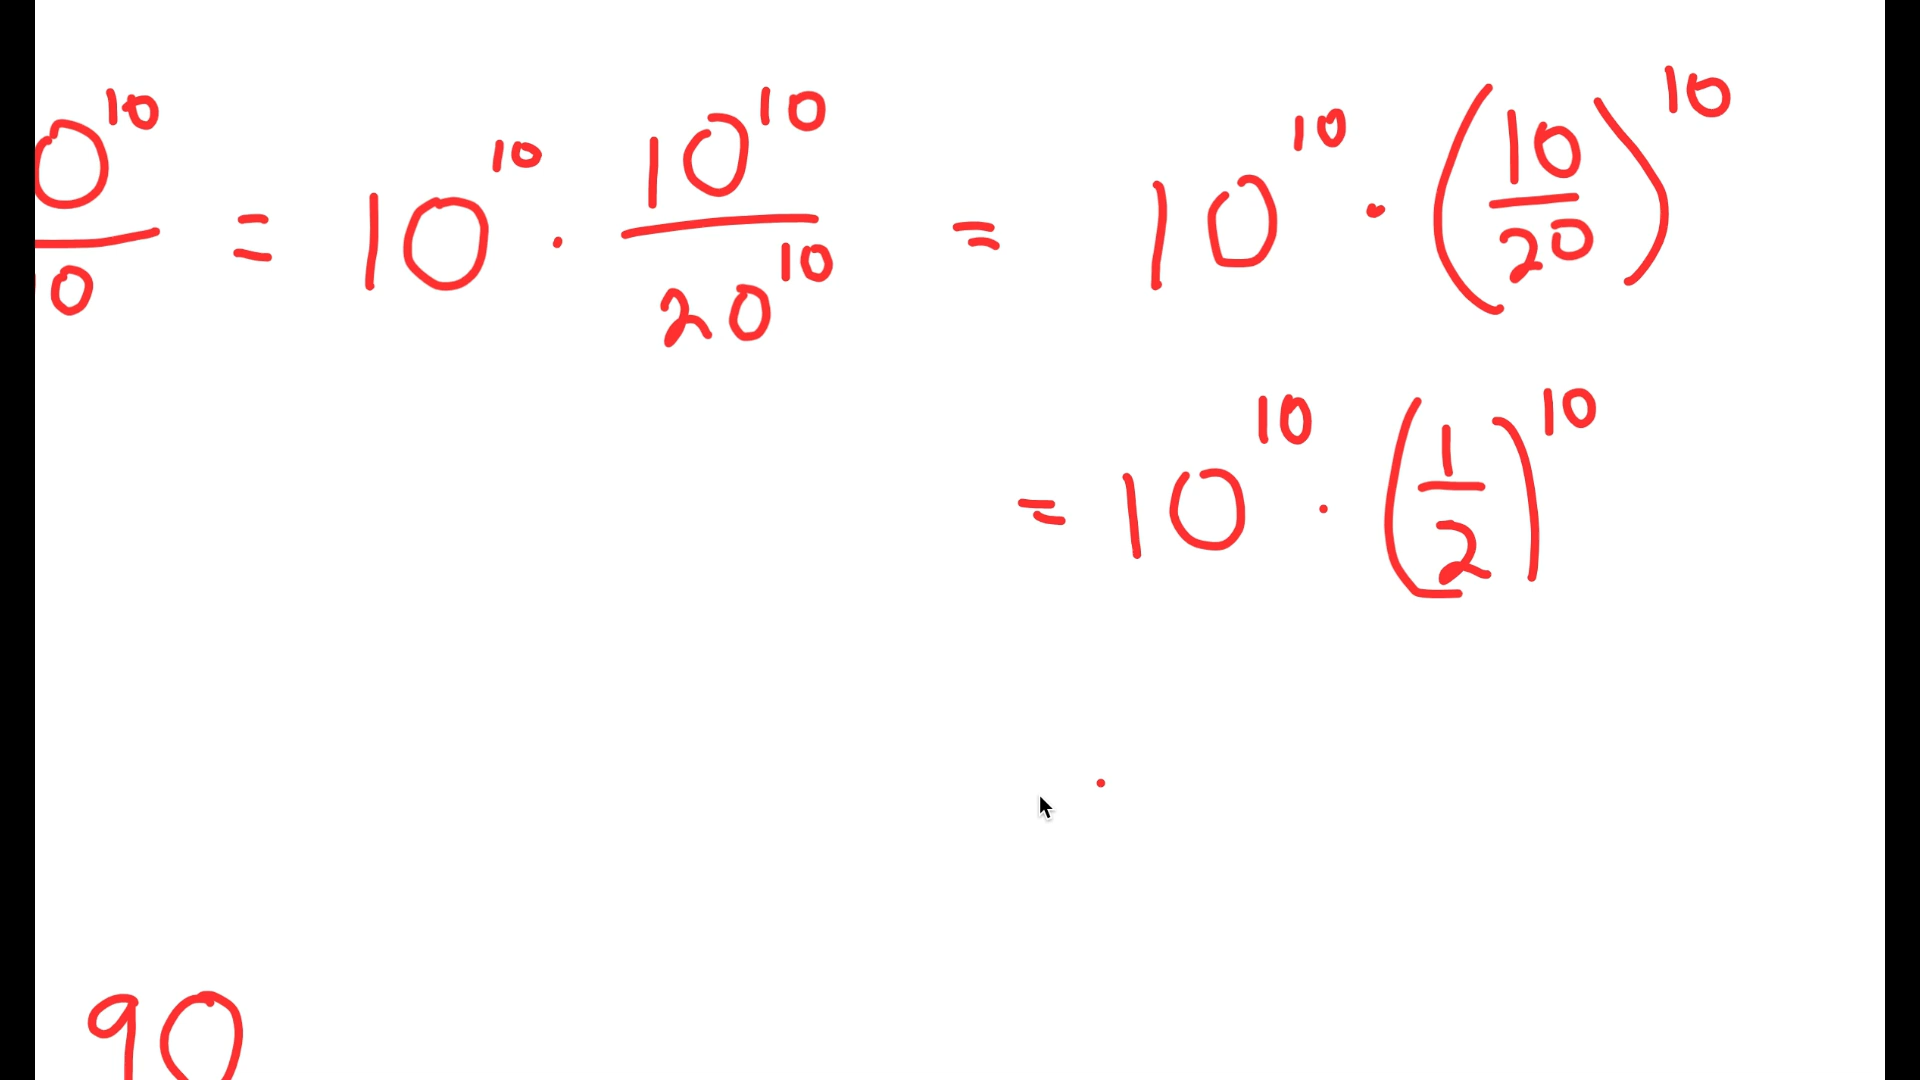 0^10 / 0 = 10^10 · 10^10 / 20^10 = 10^10 · (10/20)^10
= 10^10 · (1/2)^10
90